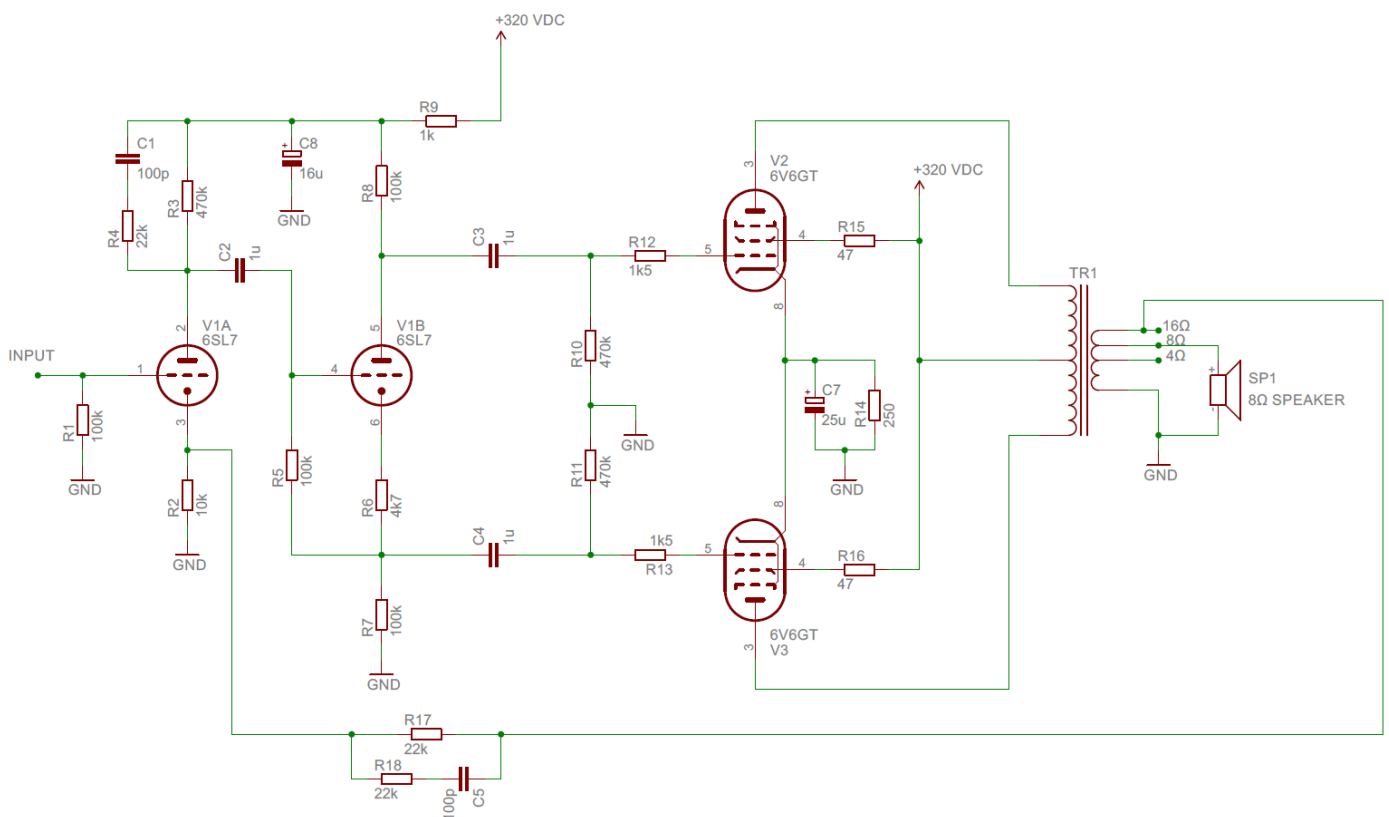 +320 VDC
R9
1k
C1
100p
C8
+
16u
GND
R3
470k
R8
100k
R4
22k
C2
1u
C3
1u
R12
1k5
5
3
V2
6V6GT
4
R15
47
+320 VDC
8
TR1
16Ω
8Ω
4Ω
INPUT
1
2
V1A
6SL7
3
4
5
V1B
6SL7
6
R1
100k
GND
R2
10k
GND
R5
100k
R6
4k7
R10
470k
GND
R11
470k
+
C7
25u
R14
250
GND
+
-
SP1
8Ω SPEAKER
GND
C4
1u
1k5
R13
5
8
4
R16
47
6V6GT
V3
3
R7
100k
GND
R17
22k
R18
22k
100p
C5